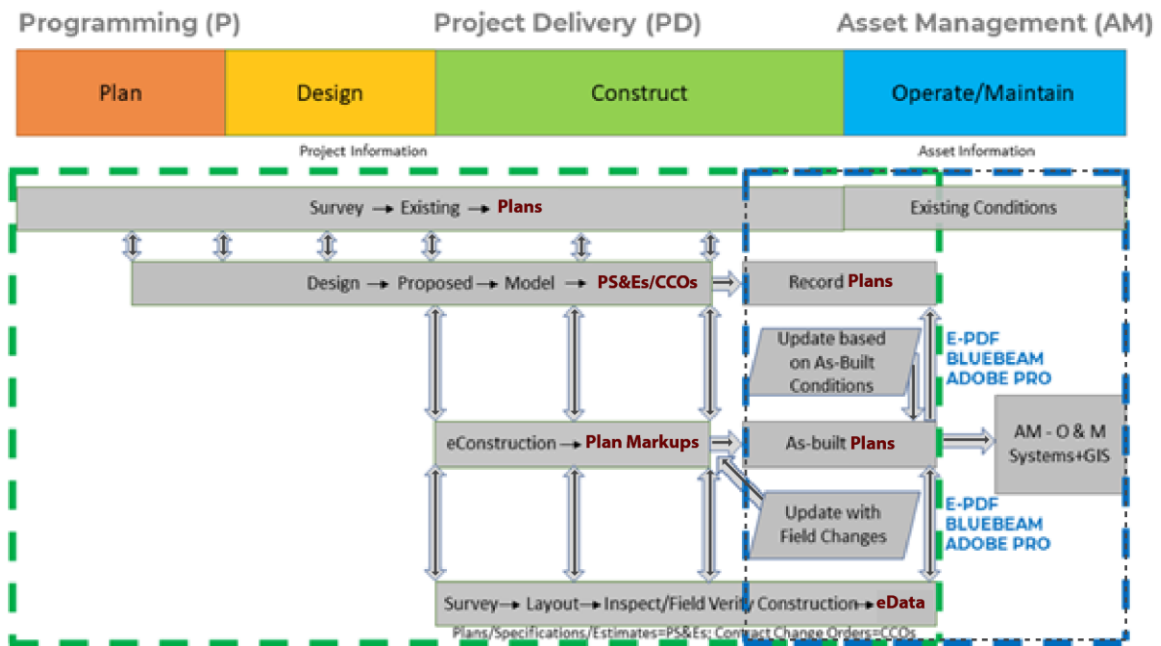 Programming (P)
Project Delivery (PD)
Asset Management (AM)
Plan
Design
Construct
Operate/Maintain
Project Information
Asset Information
Survey → Existing → Plans
Existing Conditions
Design → Proposed → Model → PS&Es/CCOs
Record Plans
Update based
on As-Built
Conditions
E-PDF
BLUEBEAM
ADOBE PRO
eConstruction → Plan Markups
As-built Plans
AM - O & M
Systems+GIS
Update with
Field Changes
E-PDF
BLUEBEAM
ADOBE PRO
Survey → Layout → Inspect/Field Verity Construction → eData
Plans/Specifications/Estimates=PS&Es; Contract Change Orders=CCOs